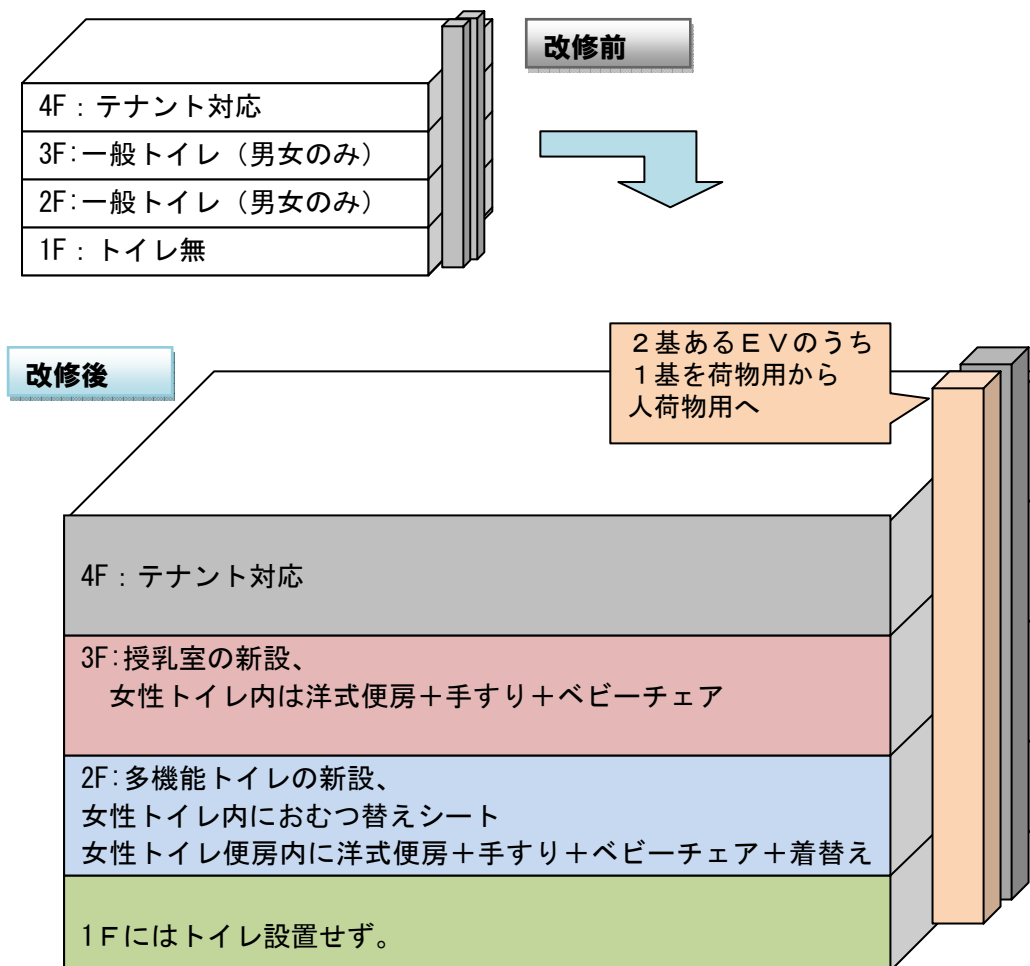 改修前
4F：テナント対応
3F:一般トイレ（男女のみ）
2F:一般トイレ（男女のみ）
1F：トイレ無
改修後
２基あるＥＶのうち
１基を荷物用から
人荷物用へ
4F：テナント対応
3F:授乳室の新設、
女性トイレ内は洋式便房＋手すり＋ベビーチェア
2F:多機能トイレの新設、
女性トイレ内におむつ替えシート
女性トイレ便房内に洋式便房＋手すり＋ベビーチェア＋着替え
1Ｆにはトイレ設置せず。